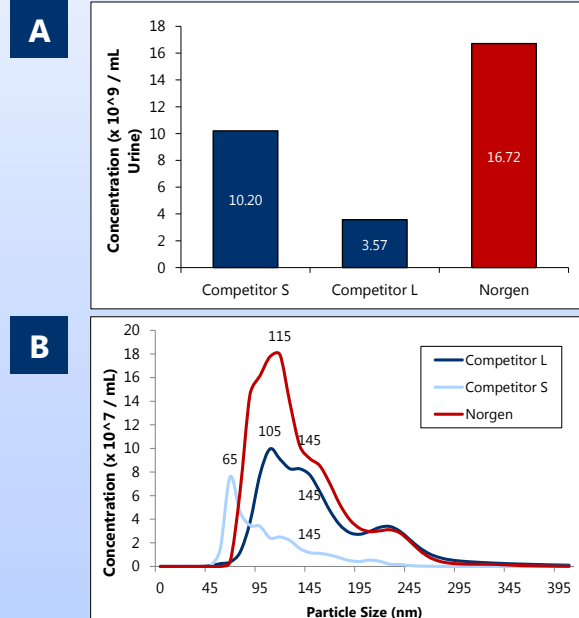 A
Concentration (x 10^9 / mL
Urine)
18
16
14
12
10
8
6
4
2
0
10.20
3.57
16.72
Competitor S
Competitor L
Norgen
B
Concentration (x 10^7 / mL)
20
18
16
14
12
10
8
6
4
2
0
115
105
65
145
145
145
Competitor L
Competitor S
Norgen
0 45 95 145 195 245 295 345 395
Particle Size (nm)